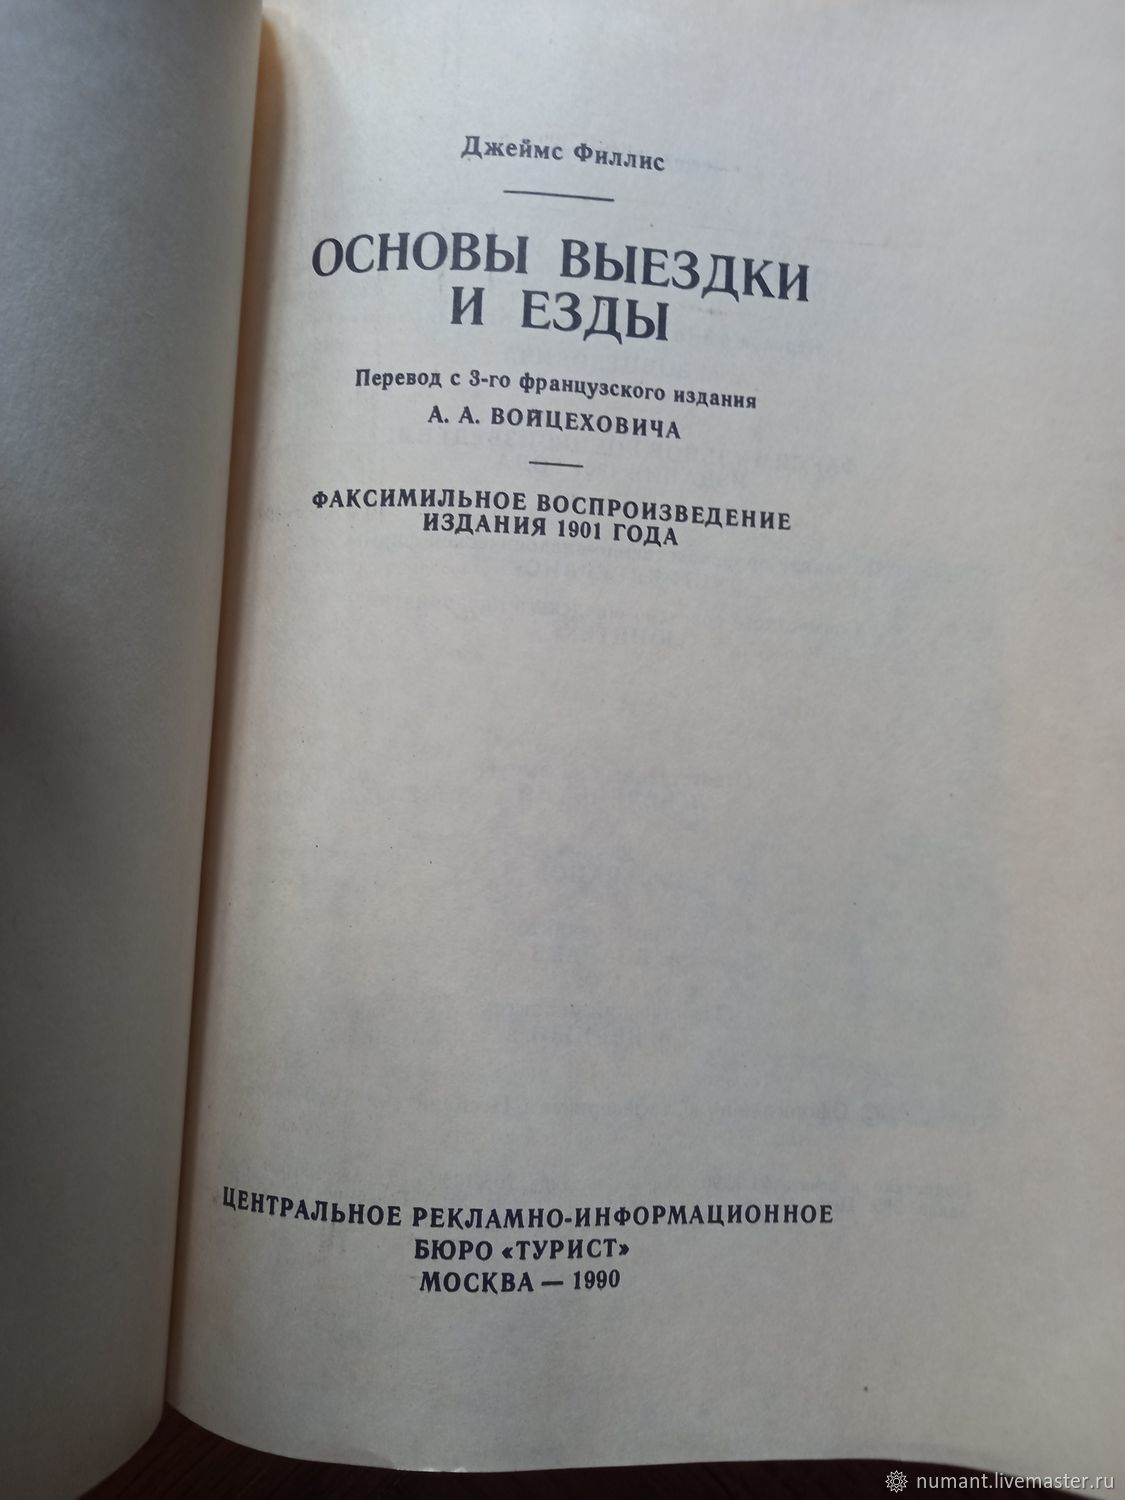 Джеймс Филлис
ОСНОВЫ ВЫЕЗДКИ
И ЕЗДЫ
Перевод с 3-го французского издания
А. А. ВОЙЦЕХОВИЧА
ФАКСИМИЛЬНОЕ ВОСПРОИЗВЕДЕНИЕ
ИЗДАНИЯ 1901 ГОДА
ЦЕНТРАЛЬНОЕ РЕКЛАМНО-ИНФОРМАЦИОННОЕ
БЮРО «ТУРИСТ»
МОСКВА — 1990
numant.livemaster.ru